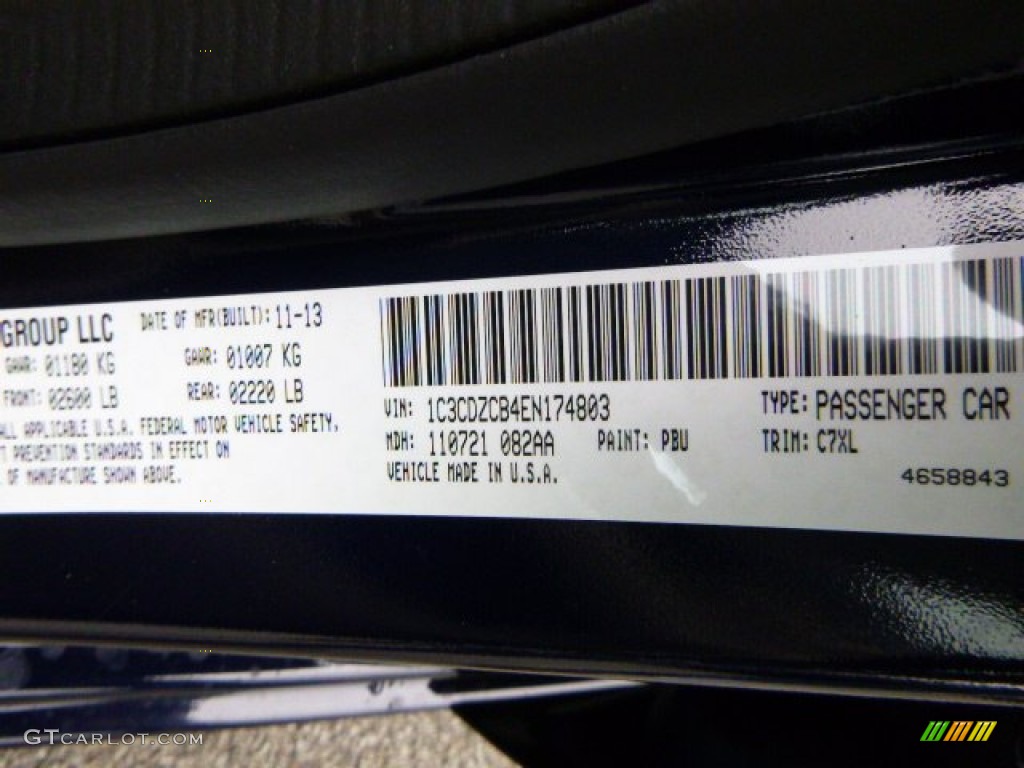 GROUP LLC
DATE OF MFR(BUILT): 11-13
GAWR: 01180 KG
GAWR: 01007 KG
FRONT: 02600 LB
REAR: 02220 LB
ALL APPLICABLE U.S.A. FEDERAL MOTOR VEHICLE SAFETY,
PREVENTION STANDARDS IN EFFECT ON
OF MANUFACTURE SHOWN ABOVE.
VIN: 1C3CDZCB4EN174803
TYPE: PASSENGER CAR
MDH: 110721 082AA
PAINT: PBU
TRIM: C7XL
VEHICLE MADE IN U.S.A.
4658843
GTCARLOT.COM